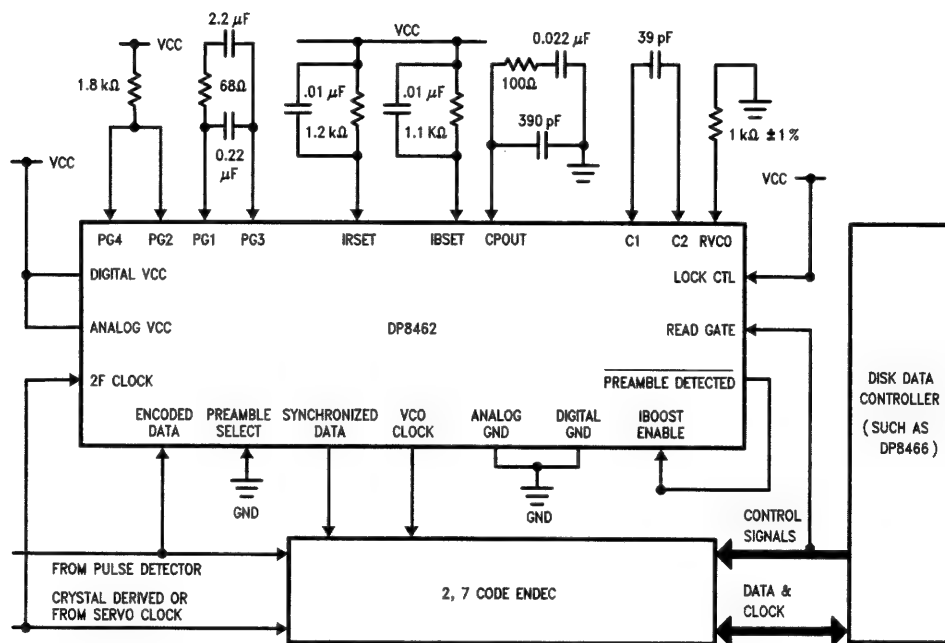 2.2 µF
VCC
VCC
0.022 µF
39 pF
1.8 kΩ
68Ω
.01 µF
.01 µF
100Ω
1.2 kΩ
1.1 KΩ
390 pF
1 kΩ ±1%
0.22
µF
VCC
VCC
PG4
PG2
PG1
PG3
IRSET
IBSET
CPOUT
C1
C2
RVCO
DIGITAL VCC
LOCK CTL
ANALOG VCC
DP8462
READ GATE
2F CLOCK
PREAMBLE DETECTED
ENCODED
DATA
PREAMBLE
SELECT
SYNCHRONIZED
DATA
VCO
CLOCK
ANALOG
GND
DIGITAL
GND
IBOOST
ENABLE
DISK DATA
CONTROLLER
(SUCH AS
DP8466)
GND
GND
CONTROL
SIGNALS
FROM PULSE DETECTOR
2, 7 CODE ENDEC
CRYSTAL DERIVED OR
FROM SERVO CLOCK
DATA &
CLOCK